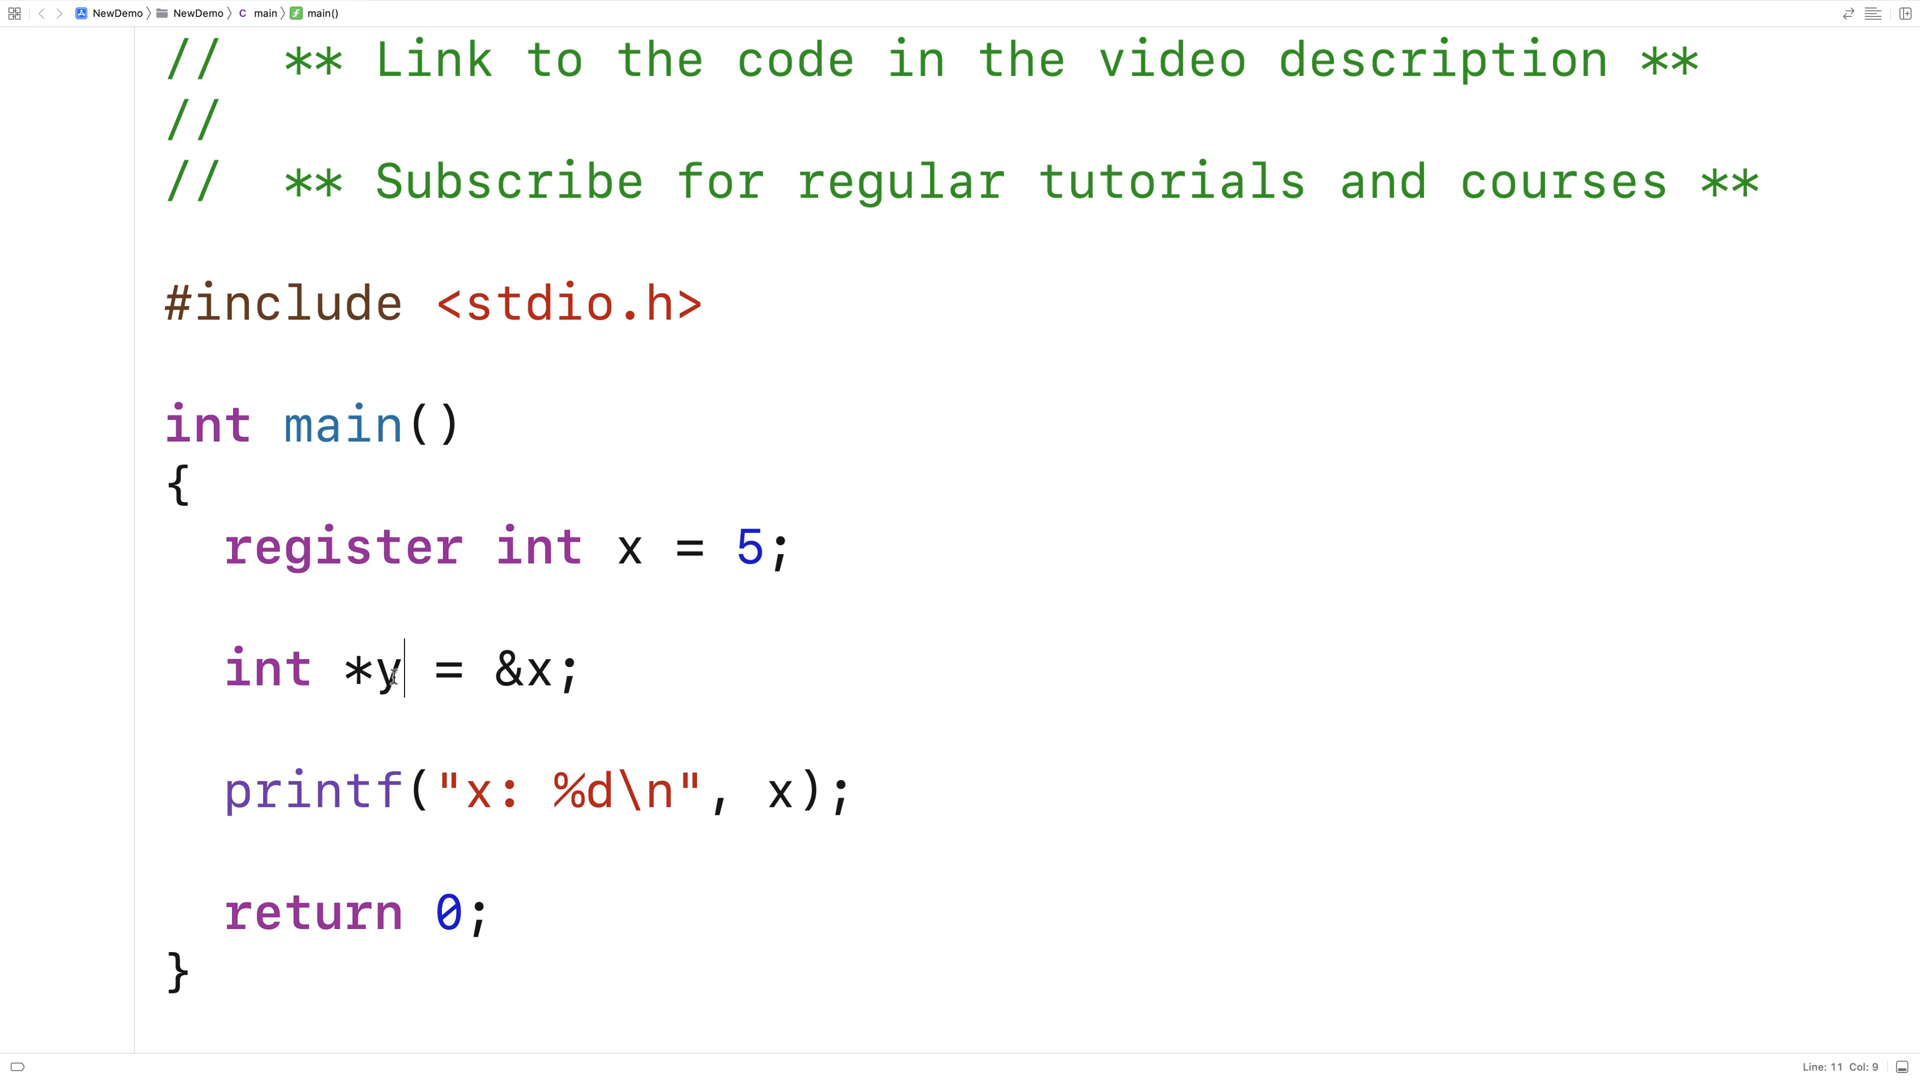 NewDemo NewDemo C main f main()
// ** Link to the code in the video description **
//
// ** Subscribe for regular tutorials and courses **
#include <stdio.h>
int main()
{
register int x = 5;
int *y = &x;
printf("x: %d\n", x);
return 0;
}
Line: 11 Col: 9